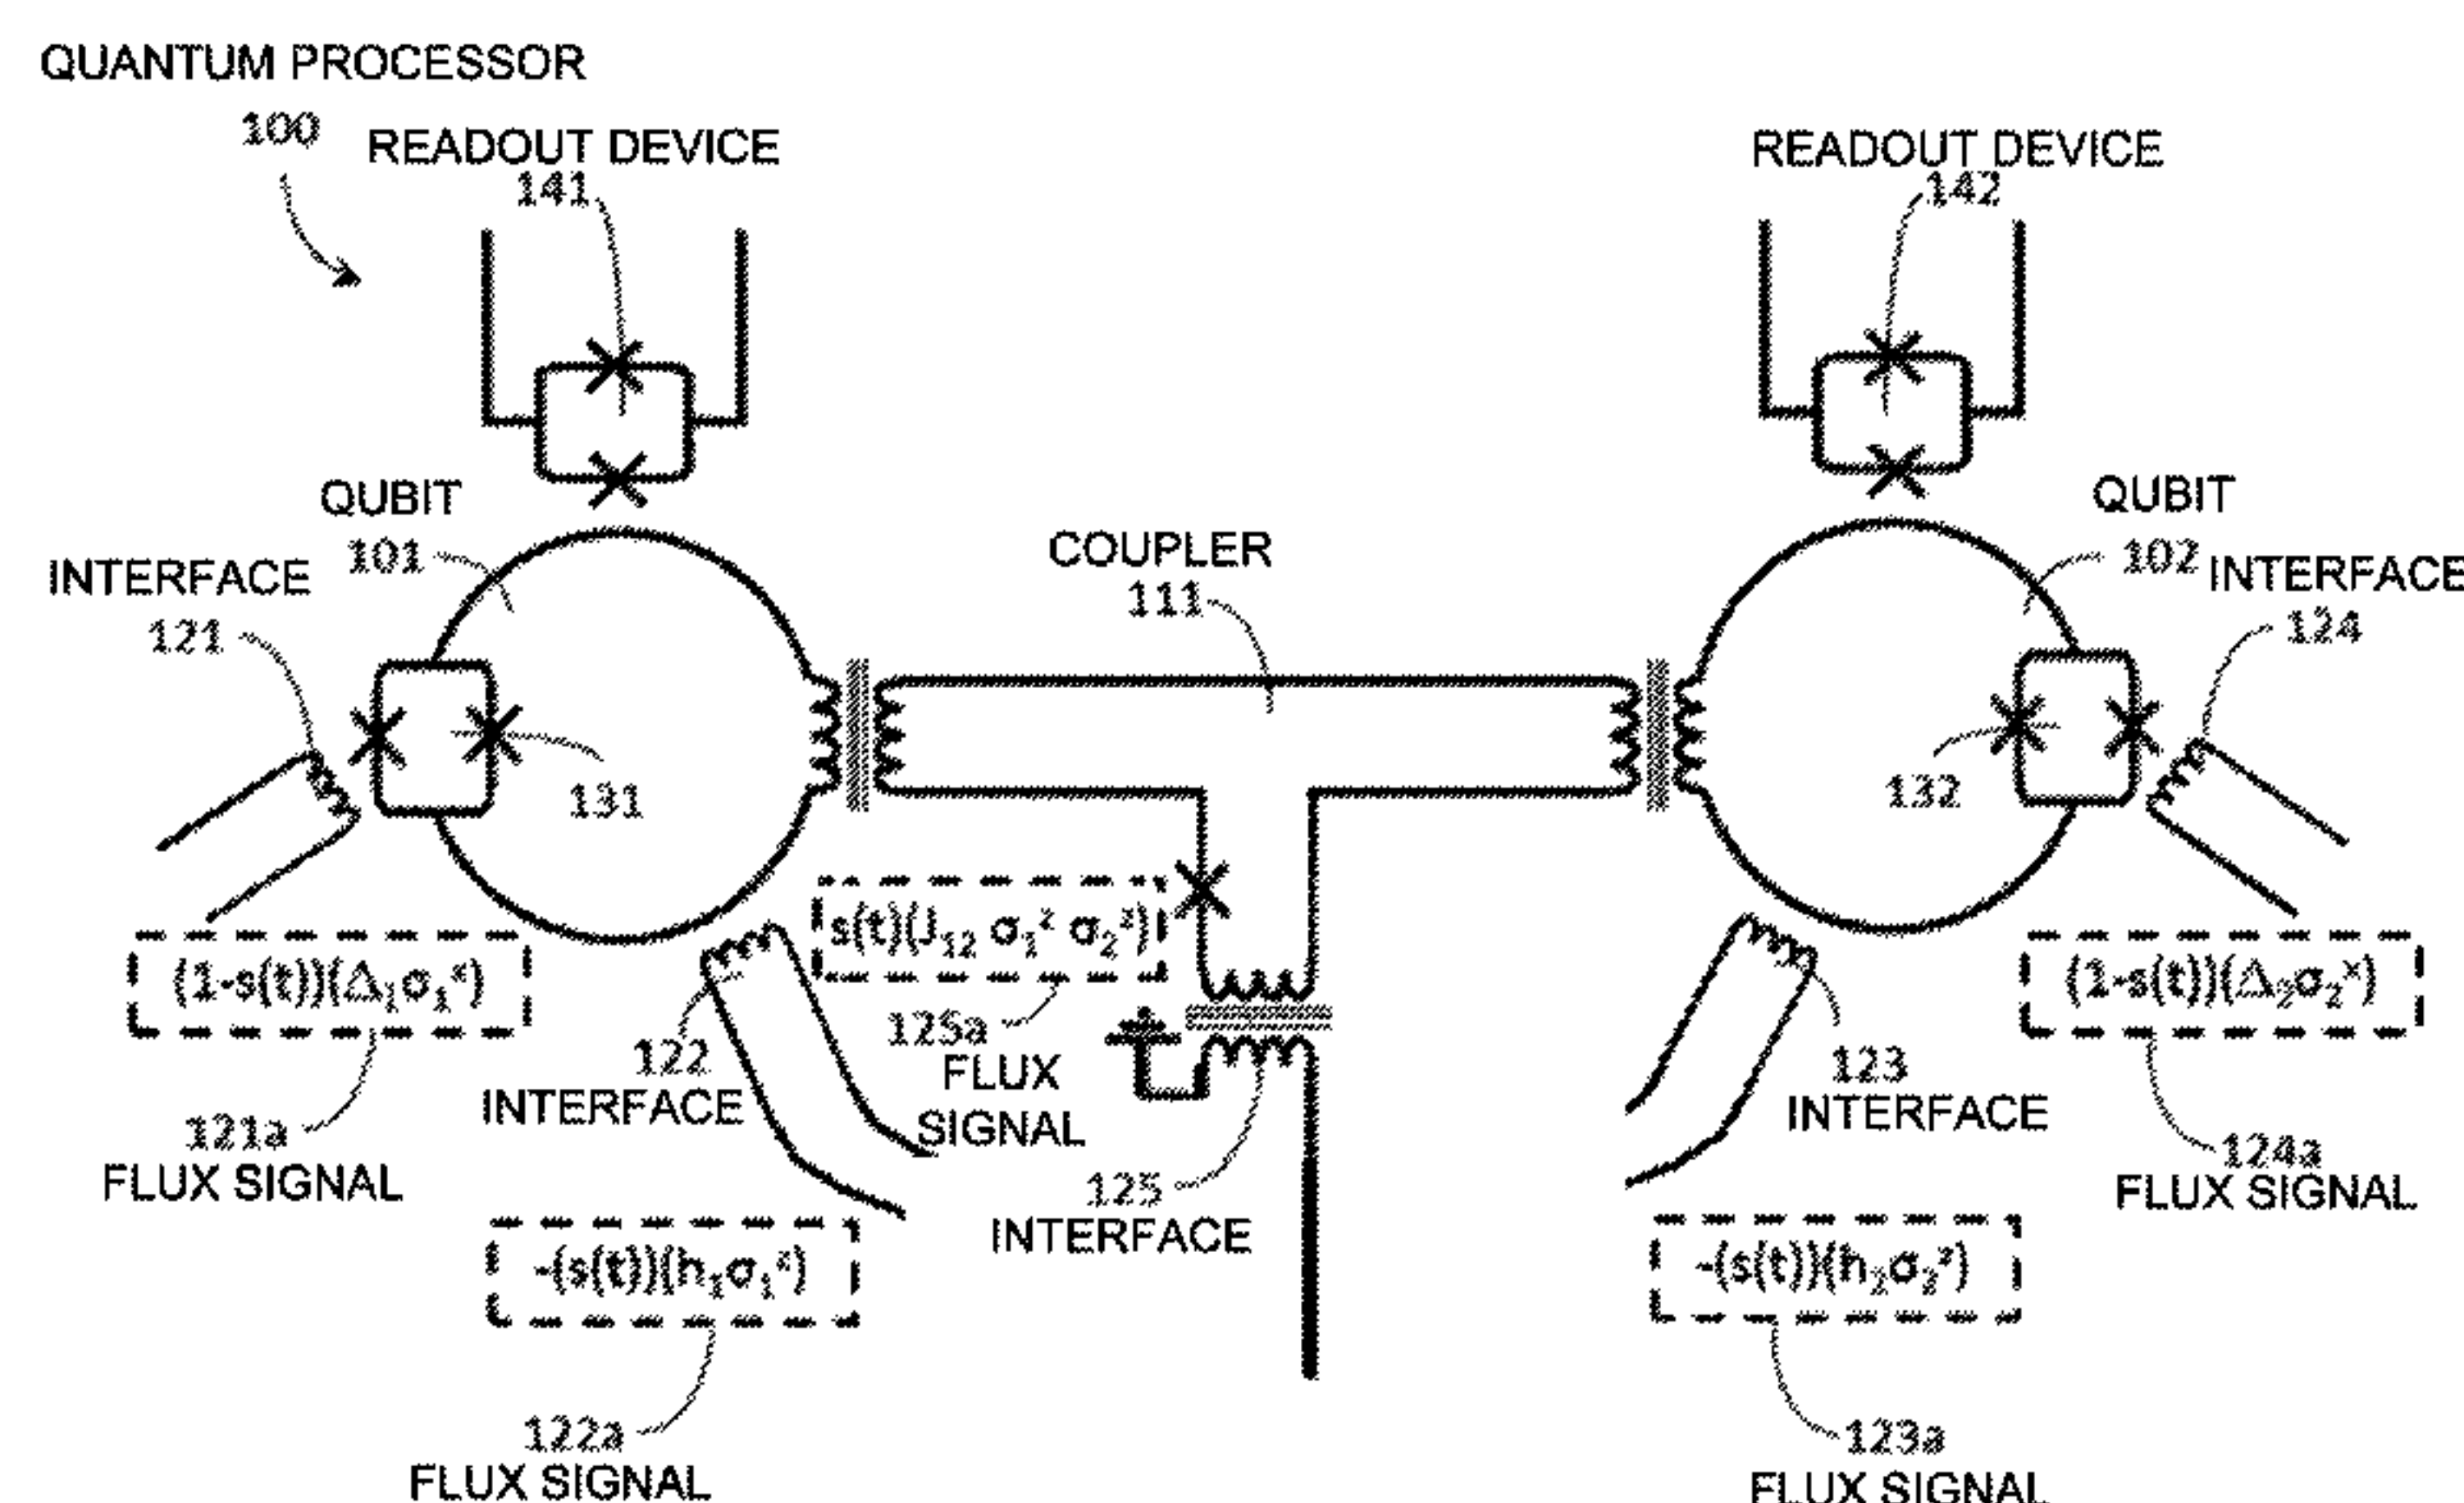 QUANTUM PROCESSOR
100
READOUT DEVICE
141
READOUT DEVICE
142
QUBIT
101
INTERFACE
121
131
COUPLER
111
QUBIT
102
INTERFACE
124
132
(1-s(t))(Δ₁σ₁ˣ)
121a
FLUX SIGNAL
122
INTERFACE
s(t)(J₁₂ σ₁ᶻ σ₂ᶻ)
125a
FLUX
SIGNAL
125
INTERFACE
123
INTERFACE
(1-s(t))(Δ₂σ₂ˣ)
124a
FLUX SIGNAL
-(s(t))(h₁σ₁ᶻ)
122a
FLUX SIGNAL
-(s(t))(h₂σ₂ᶻ)
123a
FLUX SIGNAL